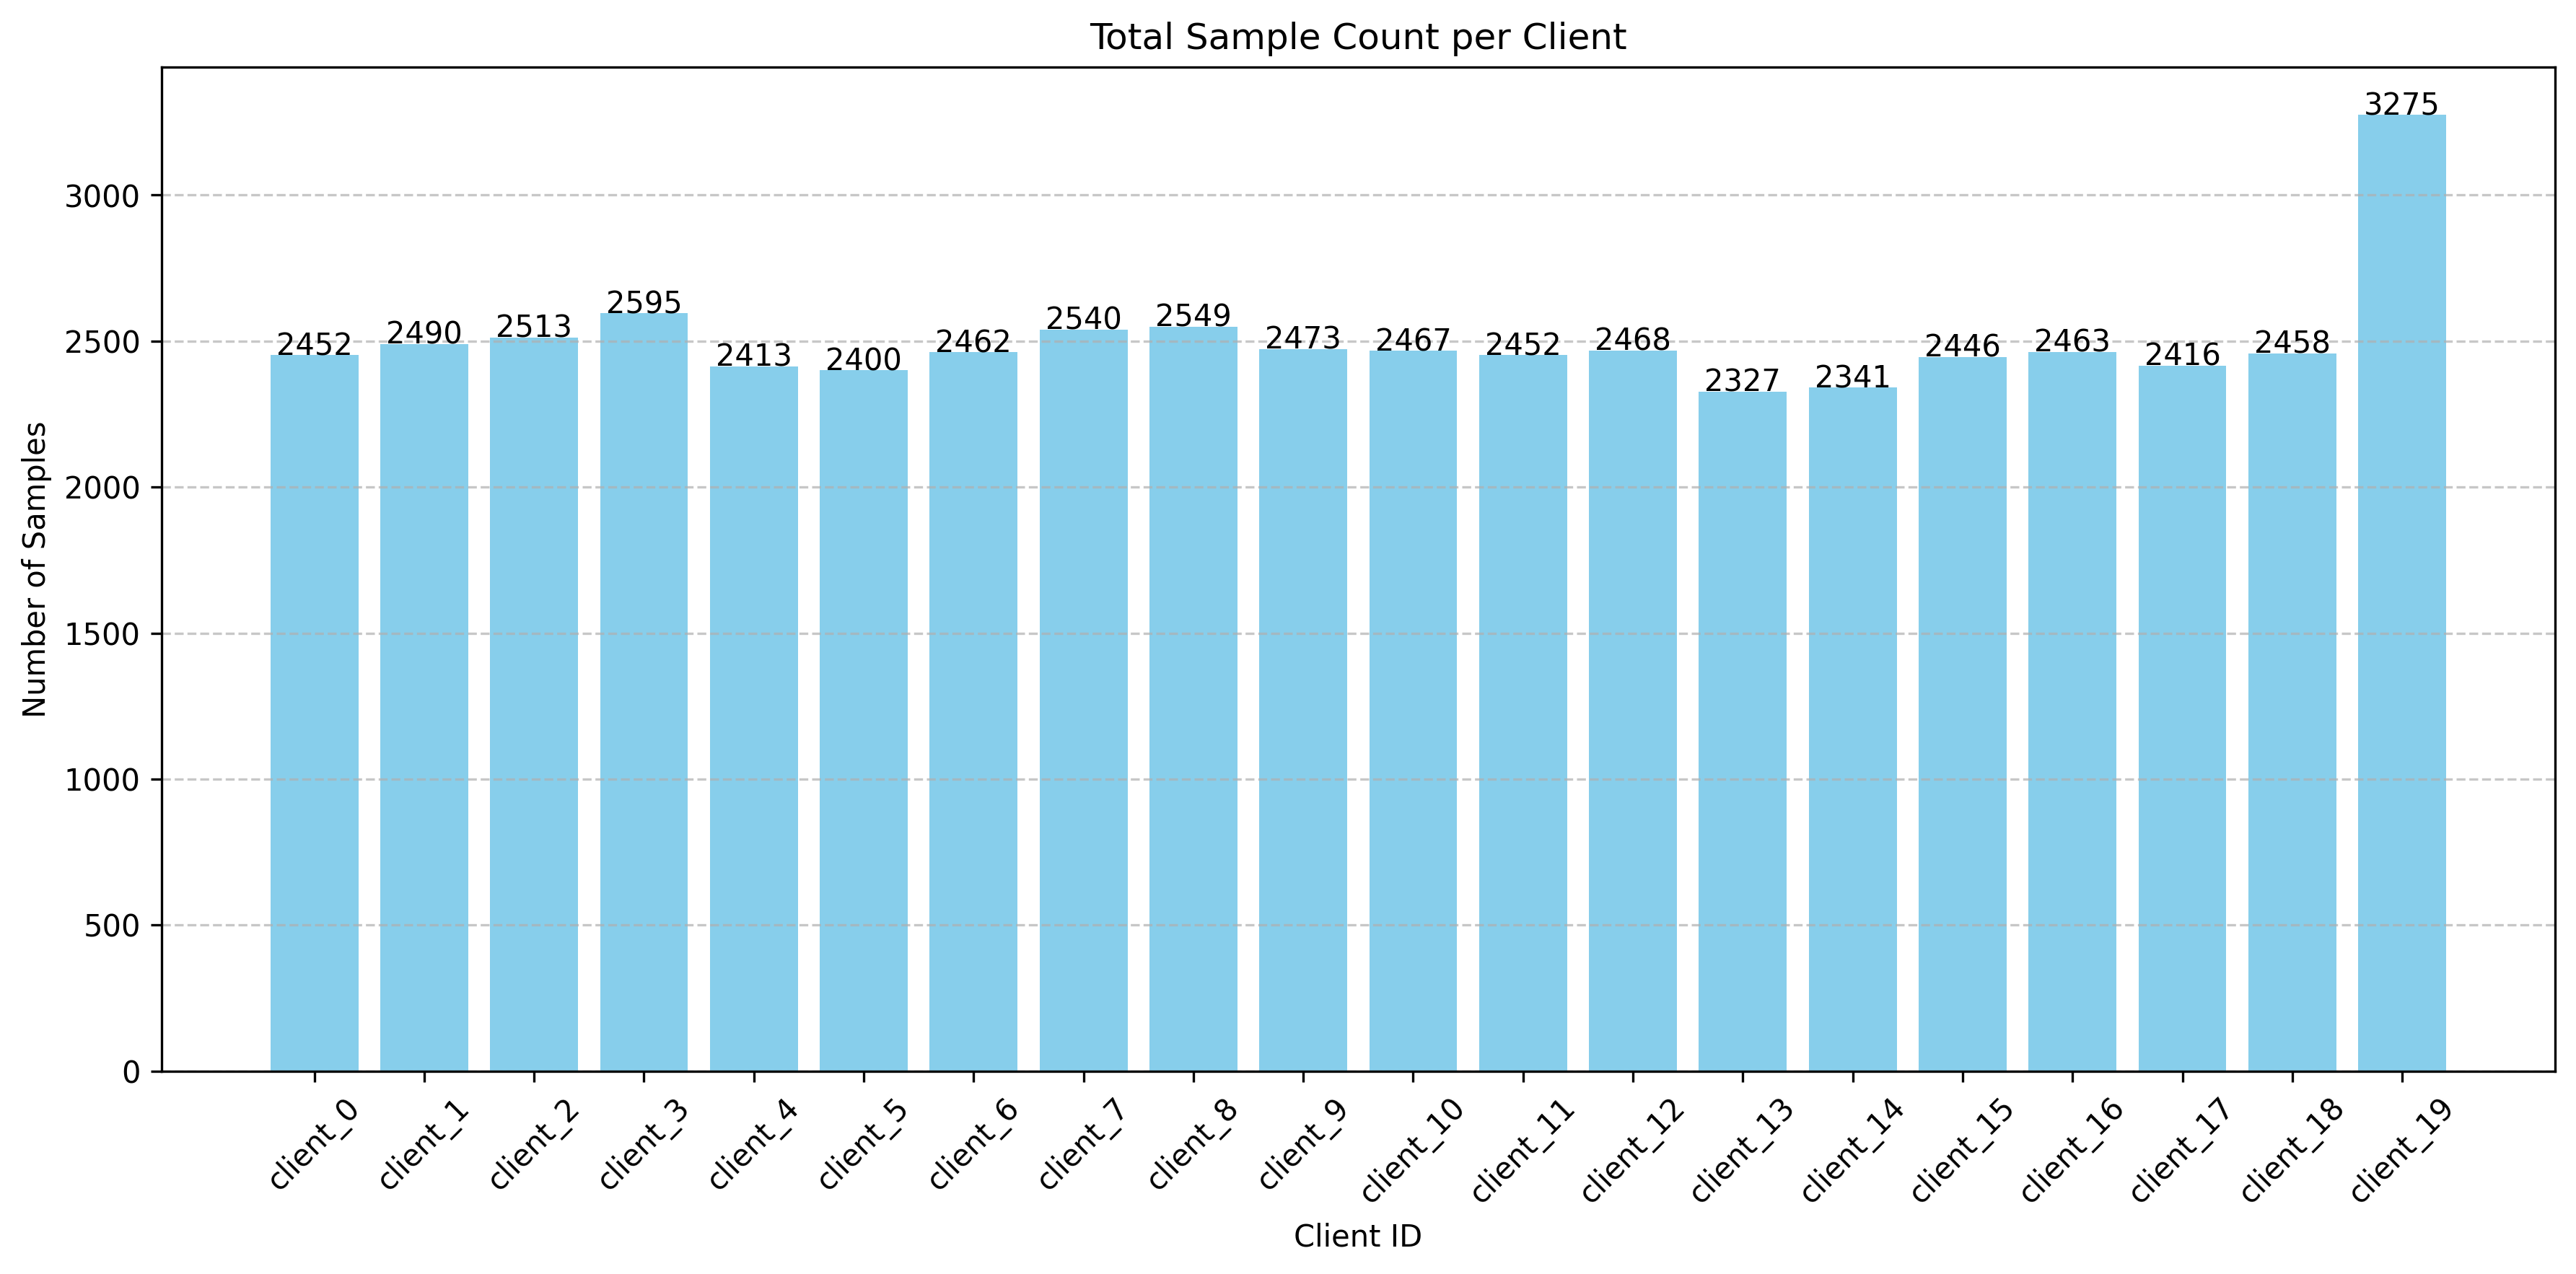 Total Sample Count per Client
Number of Samples
3000
2500
2000
1500
1000
500
0
2452
2490
2513
2595
2413
2400
2462
2540
2549
2473
2467
2452
2468
2327
2341
2446
2463
2416
2458
3275
client_0
client_1
client_2
client_3
client_4
client_5
client_6
client_7
client_8
client_9
client_10
client_11
client_12
client_13
client_14
client_15
client_16
client_17
client_18
client_19
Client ID